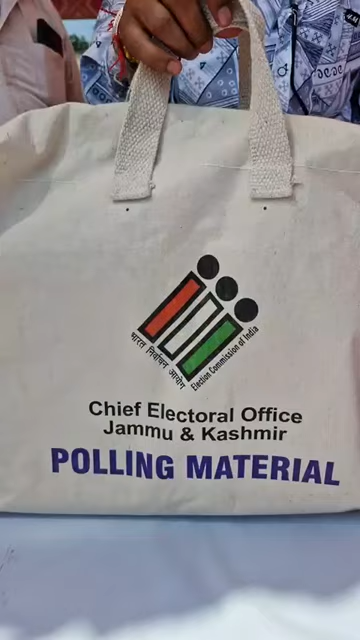 भारत निर्वाचन आयोग
Election Commission of India
Chief Electoral Office
Jammu & Kashmir
POLLING MATERIAL